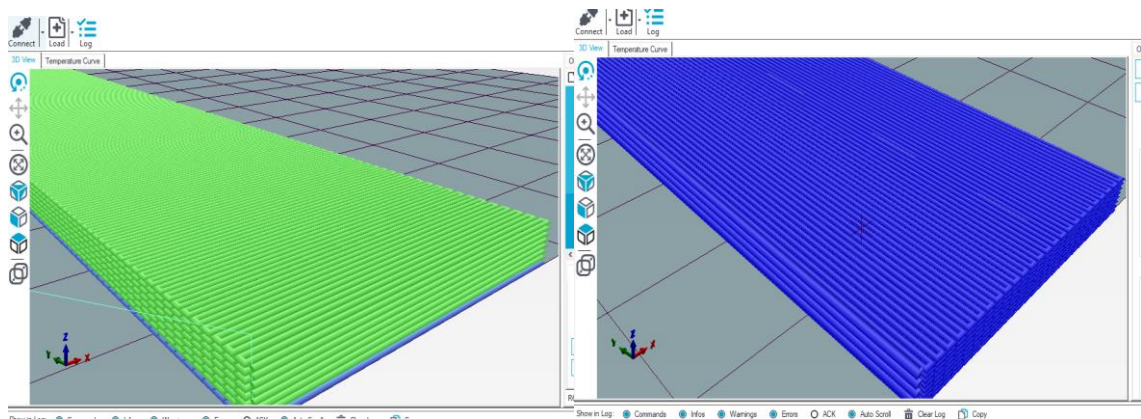 Connect Load Log
3D View Temperature Curve
Z
Y X
Connect Load Log
3D View Temperature Curve
Z
Y X
Show in Log: Commands Infos Warnings Errors ACK Auto Scroll Clear Log Copy